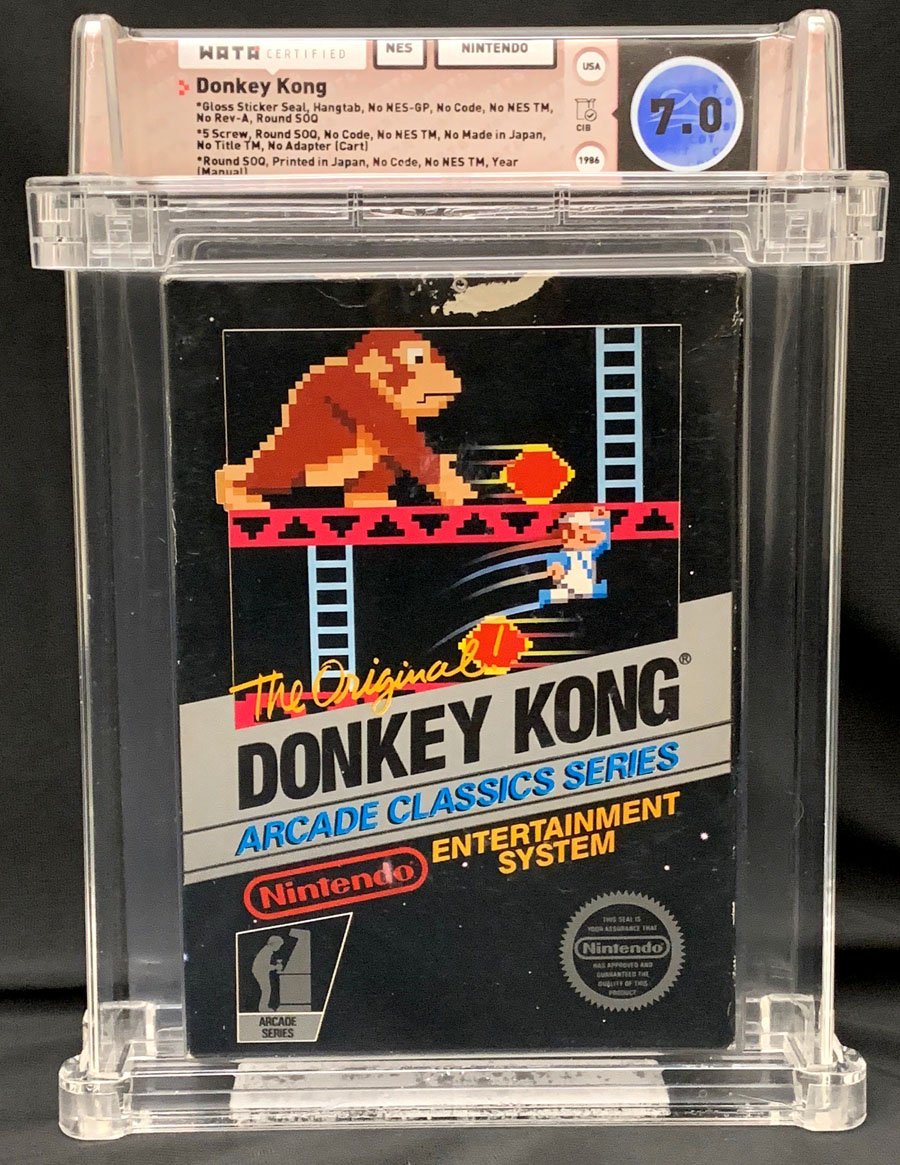 WATA CERTIFIED
NES
NINTENDO
Donkey Kong
*Gloss Sticker Seal, Hangtab, No NES-GP, No Code, No NES TM,
No Rev-A, Round SOQ
*5 Screw, Round SOQ, No Code, No NES TM, No Made in Japan,
No Title TM, No Adapter (Cart)
*Round SOQ, Printed in Japan, No Code, No NES TM, Year
(Manual)
USA
CIB
1986
7.0
The Original!
DONKEY KONG®
ARCADE CLASSICS SERIES
Nintendo
ENTERTAINMENT
SYSTEM
ARCADE
SERIES
THIS SEAL IS
YOUR ASSURANCE THAT
Nintendo
HAS APPROVED AND
GUARANTEED THE
QUALITY OF THIS
PRODUCT